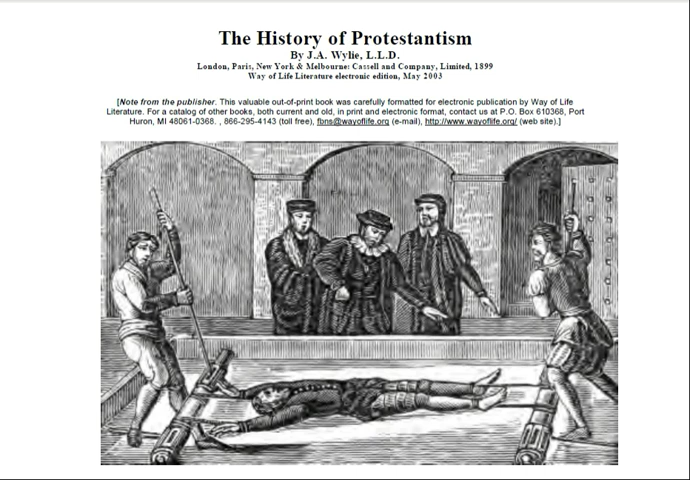 The History of Protestantism
By J.A. Wylie, L.L.D.
London, Paris, New York & Melbourne: Cassell and Company, Limited, 1899
Way of Life Literature electronic edition, May 2003
[Note from the publisher. This valuable out-of-print book was carefully formatted for electronic publication by Way of Life
Literature. For a catalog of other books, both current and old, in print and electronic format, contact us at P.O. Box 610368, Port
Huron, MI 48061-0368. , 866-295-4143 (toll free), fbns@wayoflife.org (e-mail), http://www.wayoflife.org/ (web site).]